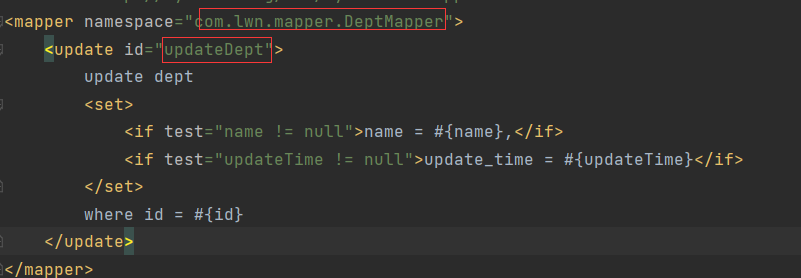 <mapper namespace="com.lwn.mapper.DeptMapper">
<update id="updateDept">
update dept
<set>
<if test="name != null">name = #{name},</if>
<if test="updateTime != null">update_time = #{updateTime}</if>
</set>
where id = #{id}
</update>
</mapper>